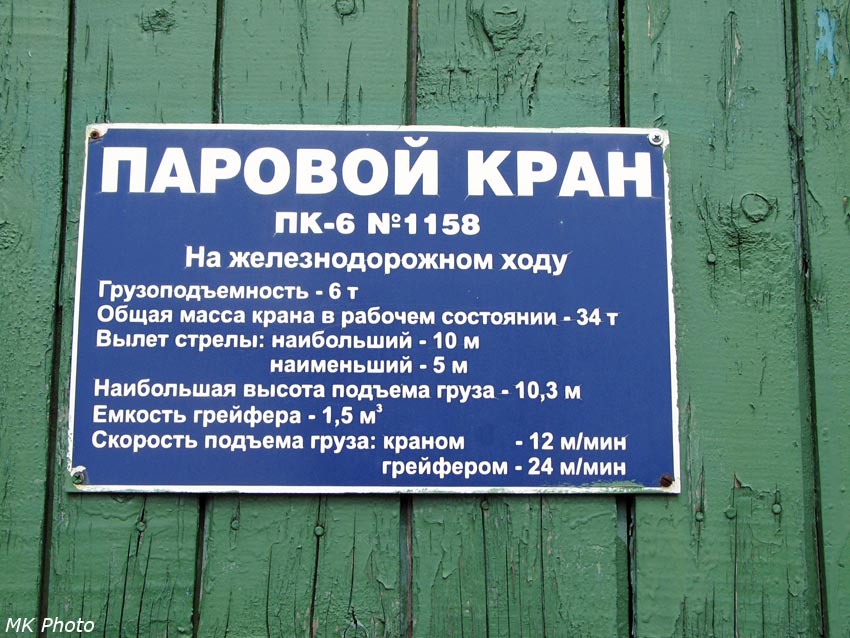 ПАРОВОЙ КРАН
ПК-6 №1158
На железнодорожном ходу
Грузоподъемность - 6 т
Общая масса крана в рабочем состоянии - 34 т
Вылет стрелы: наибольший - 10 м
наименьший - 5 м
Наибольшая высота подъема груза - 10,3 м
Емкость грейфера - 1,5 м³
Скорость подъема груза: краном - 12 м/мин
грейфером - 24 м/мин
MK Photo